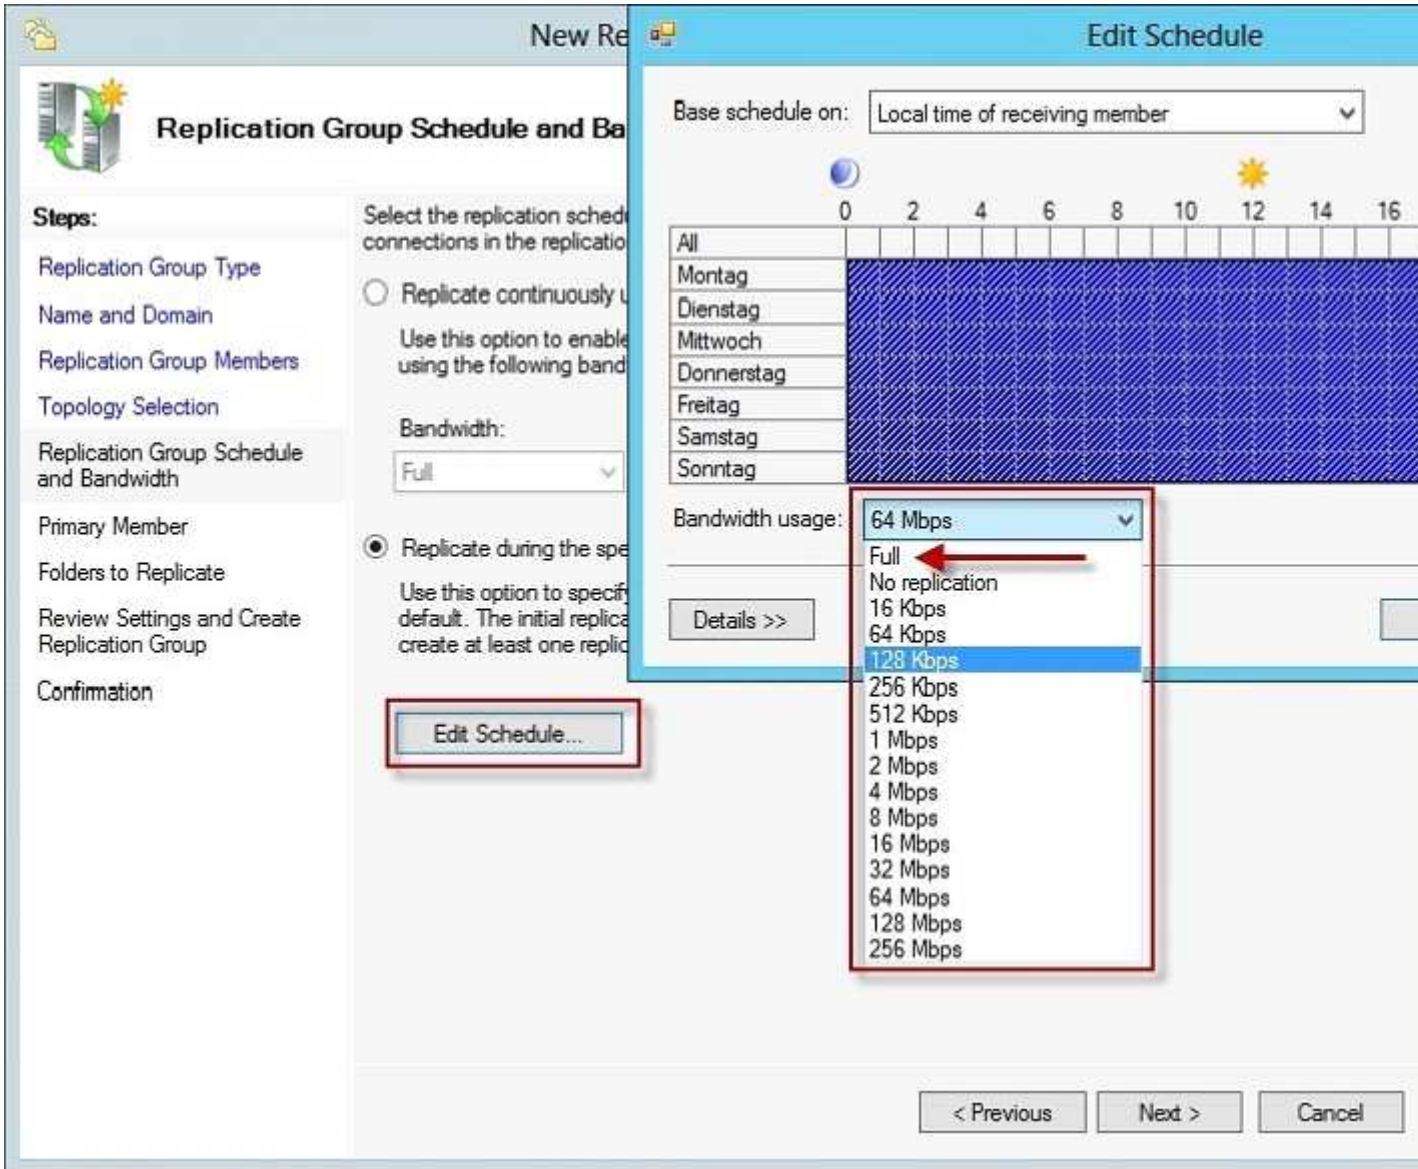 New Re
Replication Group Schedule and Ba
Steps:
Replication Group Type
Name and Domain
Replication Group Members
Topology Selection
Replication Group Schedule
and Bandwidth
Primary Member
Folders to Replicate
Review Settings and Create
Replication Group
Confirmation
Select the replication sched
connections in the replicatio
Replicate continuously u
Use this option to enable
using the following band
Bandwidth:
Full
Replicate during the spe
Use this option to specify
default. The initial replica
create at least one replic
Edit Schedule...
Edit Schedule
Base schedule on: Local time of receiving member
0 2 4 6 8 10 12 14 16
All
Montag
Dienstag
Mittwoch
Donnerstag
Freitag
Samstag
Sonntag
Bandwidth usage: 64 Mbps
Full
No replication
16 Kbps
64 Kbps
128 Kbps
256 Kbps
512 Kbps
1 Mbps
2 Mbps
4 Mbps
8 Mbps
16 Mbps
32 Mbps
64 Mbps
128 Mbps
256 Mbps
Details >>
< Previous Next > Cancel